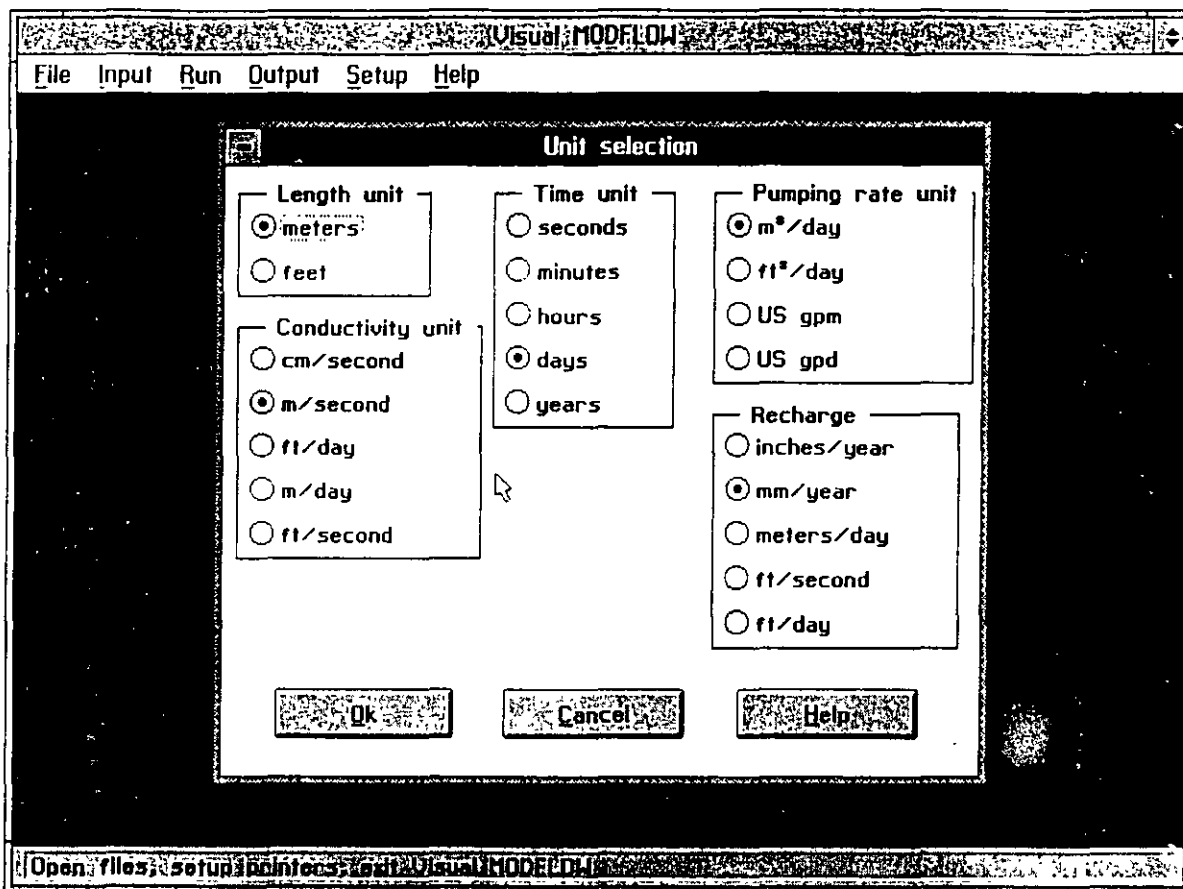 Visual MODFLOW
File Input Run Output Setup Help
Unit selection
Length unit
meters
feet
Conductivity unit
cm/second
m/second
ft/day
m/day
ft/second
Time unit
seconds
minutes
hours
days
years
Pumping rate unit
m³/day
ft³/day
US gpm
US gpd
Recharge
inches/year
mm/year
meters/day
ft/second
ft/day
Ok Cancel Help
Open files, setup printers, exit Visual MODFLOW